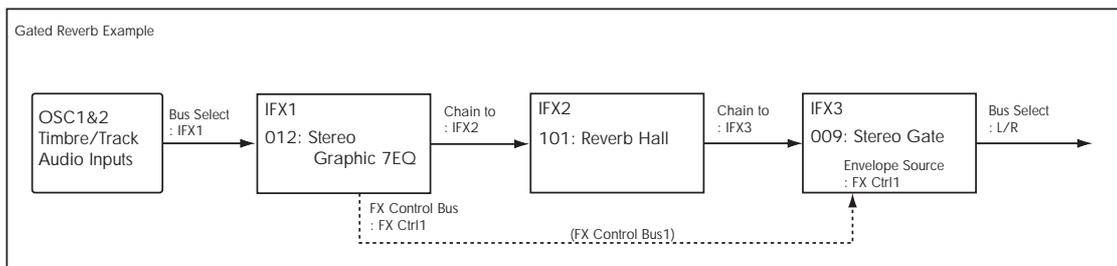 Gated Reverb Example
OSC1&2
Timbre/Track
Audio Inputs
Bus Select
: IFX1
IFX1
012: Stereo
Graphic 7EQ
Chain to
: IFX2
IFX2
101: Reverb Hall
Chain to
: IFX3
IFX3
009: Stereo Gate
Envelope Source
: FX Ctrl1
Bus Select
: L/R
FX Control Bus
: FX Ctrl1
(FX Control Bus1)